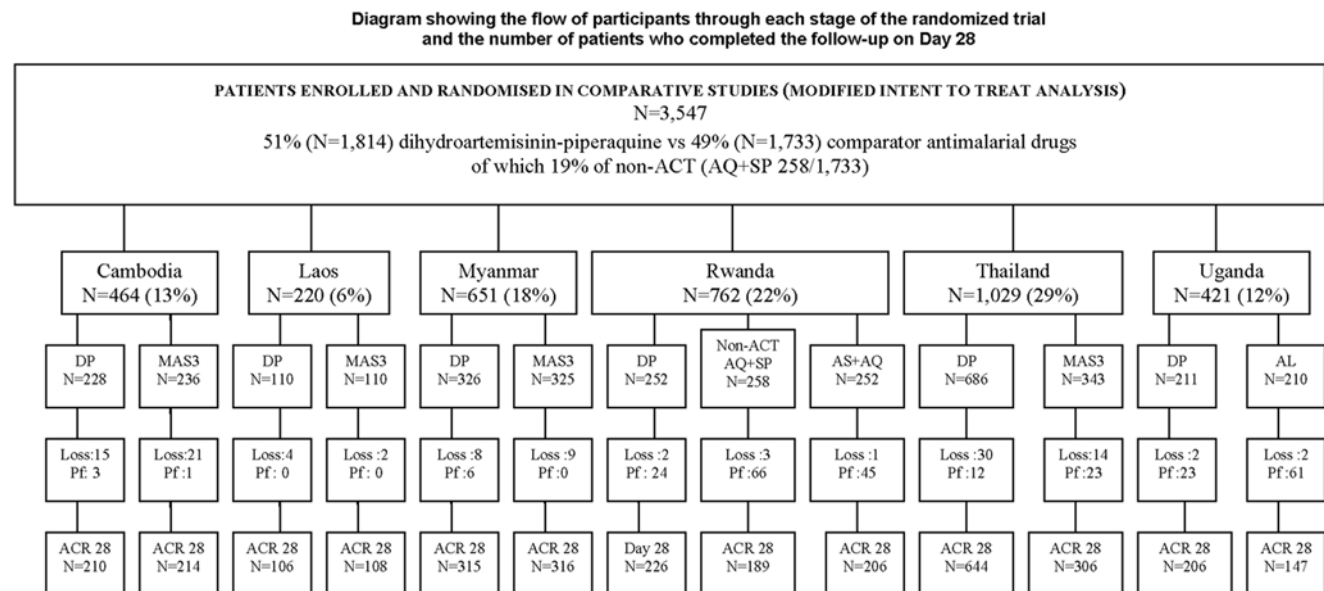 Diagram showing the flow of participants through each stage of the randomized trial
and the number of patients who completed the follow-up on Day 28
PATIENTS ENROLLED AND RANDOMISED IN COMPARATIVE STUDIES (MODIFIED INTENT TO TREAT ANALYSIS)
N=3,547
51% (N=1,814) dihydroartemisinin-piperaquine vs 49% (N=1,733) comparator antimalarial drugs
of which 19% of non-ACT (AQ+SP 258/1,733)
Cambodia
N=464 (13%)
Laos
N=220 (6%)
Myanmar
N=651 (18%)
Rwanda
N=762 (22%)
Thailand
N=1,029 (29%)
Uganda
N=421 (12%)
DP
N=228
MAS3
N=236
DP
N=110
MAS3
N=110
DP
N=326
MAS3
N=325
DP
N=252
Non-ACT
AQ+SP
N=258
AS+AQ
N=252
DP
N=686
MAS3
N=343
DP
N=211
AL
N=210
Loss:15
Pf: 3
Loss:21
Pf :1
Loss:4
Pf : 0
Loss :2
Pf : 0
Loss :8
Pf :6
Loss :9
Pf :0
Loss :2
Pf : 24
Loss :3
Pf :66
Loss :1
Pf :45
Loss :30
Pf :12
Loss:14
Pf :23
Loss :2
Pf :23
Loss :2
Pf :61
ACR 28
N=210
ACR 28
N=214
ACR 28
N=106
ACR 28
N=108
ACR 28
N=315
ACR 28
N=316
Day 28
N=226
ACR 28
N=189
ACR 28
N=206
ACR 28
N=644
ACR 28
N=306
ACR 28
N=206
ACR 28
N=147